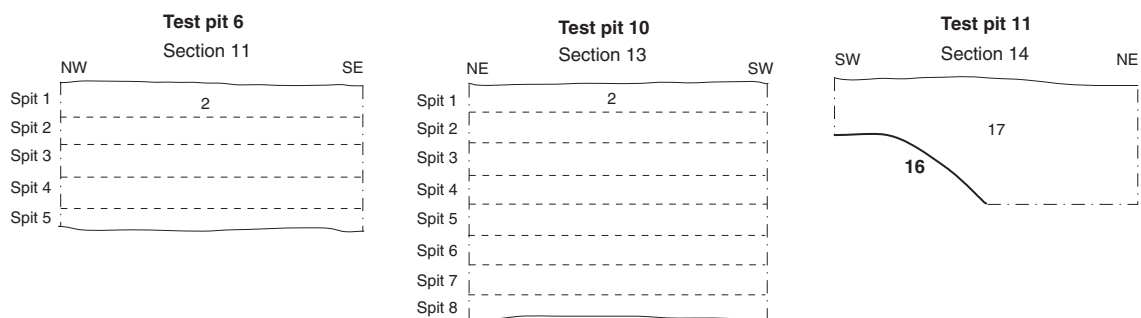 Test pit 6
Section 11
NW
SE
Spit 1
2
Spit 2
Spit 3
Spit 4
Spit 5
Test pit 10
Section 13
NE
SW
Spit 1
2
Spit 2
Spit 3
Spit 4
Spit 5
Spit 6
Spit 7
Spit 8
Test pit 11
Section 14
SW
NE
17
16